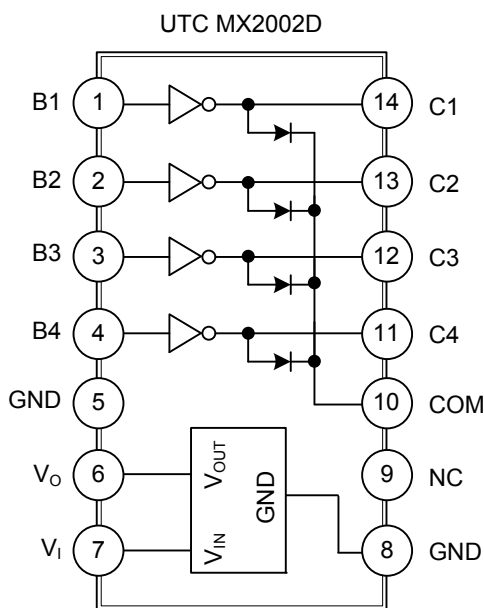 UTC MX2002D
B1 1 14 C1
B2 2 13 C2
B3 3 12 C3
B4 4 11 C4
GND 5 10 COM
VO 6 VOUT GND 9 NC
VI 7 VIN 8 GND